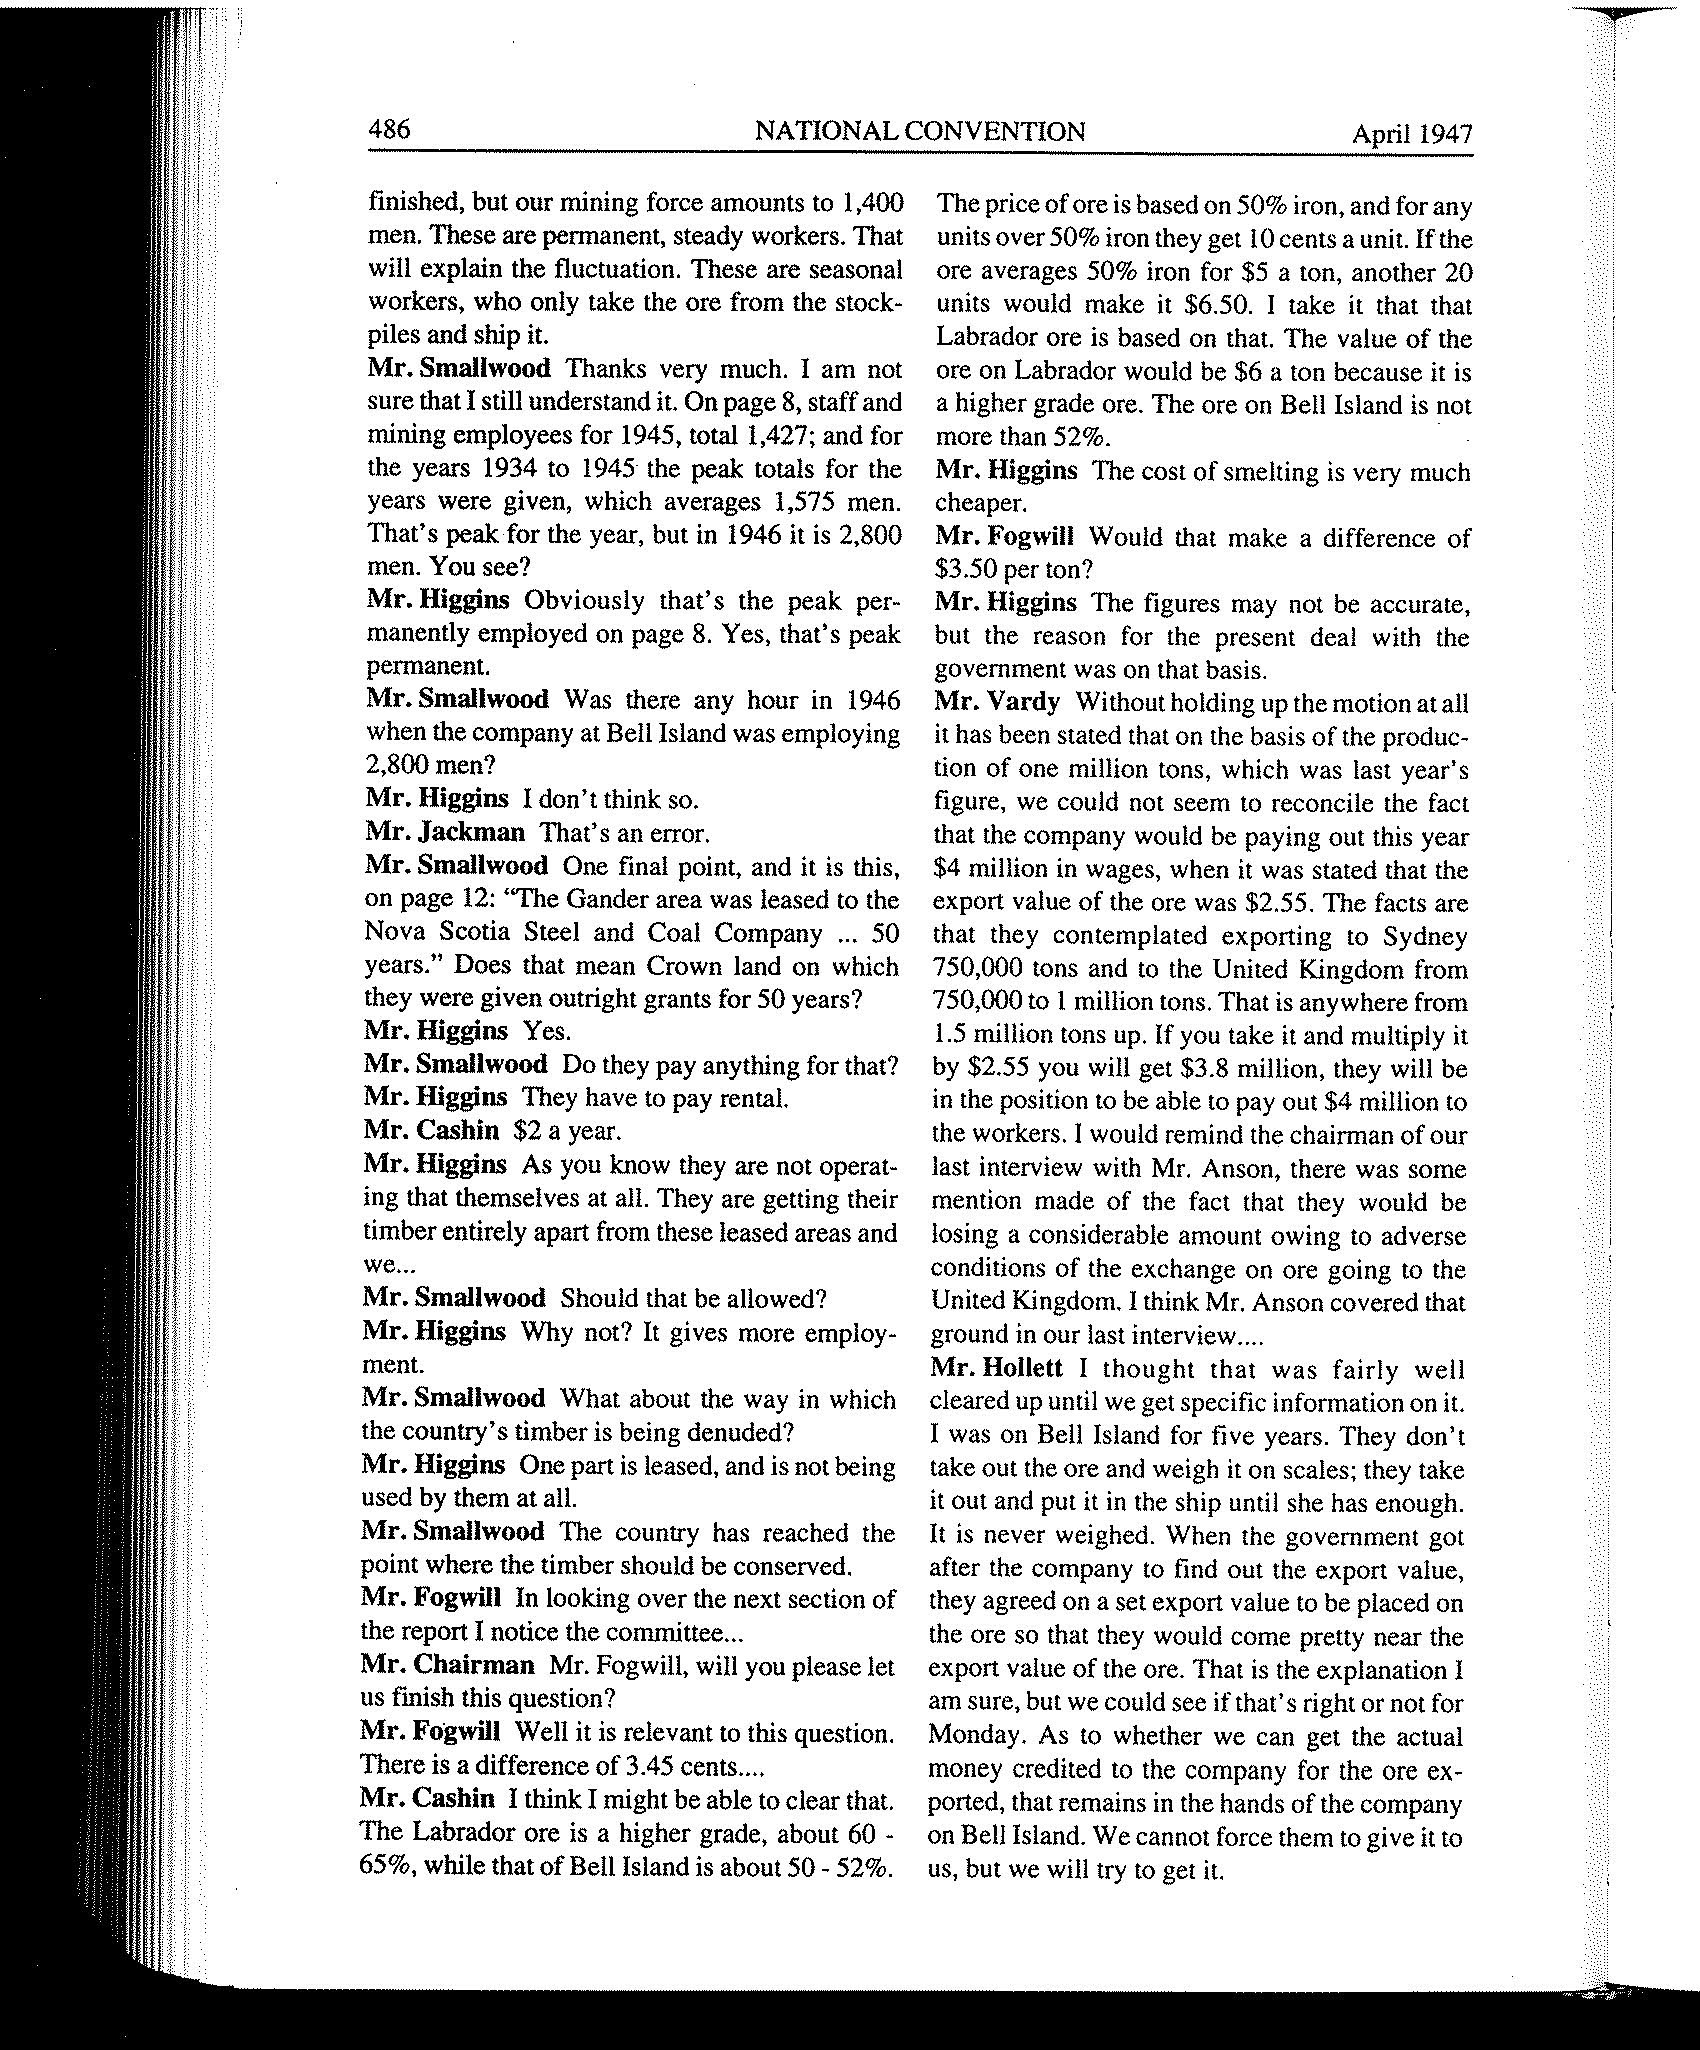 486 NATIONAL CONVENTION April 1947
finished, but our mining force amounts to 1,400
men. These are permanent, steady workers. That
will explain the fluctuation. These are seasonal
workers, who only take the ore from the stock-
piles and ship it.
Mr. Smallwood Thanks very much. I am not
sure that I still understand it. On page 8, staff and
mining employees for 1945, total 1,427; and for
the years 1934 to 1945 the peak totals for the
years were given, which averages 1,575 men.
That's peak for the year, but in 1946 it is 2,800
men. You see?
Mr. Higgins Obviously that's the peak per-
manently employed on page 8. Yes, that's peak
permanent.
Mr. Smallwood Was there any hour in 1946
when the company at Bell Island was employing
2,800 men?
Mr. Higgins I don't think so.
Mr. Jackman That's an error.
Mr. Smallwood One final point, and it is this,
on page 12: “The Gander area was leased to the
Nova Scotia Steel and Coal Company ... 50
years.” Does that mean Crown land on which
they were given outright grants for 50 years?
Mr. Higgins Yes.
Mr. Smallwood Do they pay anything for that?
Mr. Higgins They have to pay rental.
Mr. Cashin $2 a year.
Mr. Higgins As you know they are not operat-
ing that themselves at all. They are getting their
timber entirely apart from these leased areas and
we...
Mr. Smallwood Should that be allowed?
Mr. Higgins Why not? It gives more employ-
ment.
Mr. Smallwood What about the way in which
the country's timber is being denuded?
Mr. Higgins One part is leased, and is not being
used by them at all.
Mr. Smallwood The country has reached the
point where the timber should be conserved.
Mr. Fogwill In looking over the next section of
the report I notice the committee...
Mr. Chairman Mr. Fogwill, will you please let
us finish this question?
Mr. Fogwill Well it is relevant to this question.
There is a difference of 3.45 cents....
Mr. Cashin I think I might be able to clear that.
The Labrador ore is a higher grade, about 60 -
65%, while that of Bell Island is about 50 - 52%.
The price of ore is based on 50% iron, and for any
units over 50% iron they get 10 cents a unit. If the
ore averages 50% iron for $5 a ton, another 20
units would make it $6.50. I take it that that
Labrador ore is based on that. The value of the
ore on Labrador would be $6 a ton because it is
a higher grade ore. The ore on Bell Island is not
more than 52%.
Mr. Higgins The cost of smelting is very much
cheaper.
Mr. Fogwill Would that make a difference of
$3.50 per ton?
Mr. Higgins The figures may not be accurate,
but the reason for the present deal with the
government was on that basis.
Mr. Vardy Without holding up the motion at all
it has been stated that on the basis of the produc-
tion of one million tons, which was last year's
figure, we could not seem to reconcile the fact
that the company would be paying out this year
$4 million in wages, when it was stated that the
export value of the ore was $2.55. The facts are
that they contemplated exporting to Sydney
750,000 tons and to the United Kingdom from
750,000 to 1 million tons. That is anywhere from
1.5 million tons up. If you take it and multiply it
by $2.55 you will get $3.8 million, they will be
in the position to be able to pay out $4 million to
the workers. I would remind the chairman of our
last interview with Mr. Anson, there was some
mention made of the fact that they would be
losing a considerable amount owing to adverse
conditions of the exchange on ore going to the
United Kingdom. I think Mr. Anson covered that
ground in our last interview....
Mr. Hollett I thought that was fairly well
cleared up until we get specific information on it.
I was on Bell Island for five years. They don't
take out the ore and weigh it on scales; they take
it out and put it in the ship until she has enough.
It is never weighed. When the government got
after the company to find out the export value,
they agreed on a set export value to be placed on
the ore so that they would come pretty near the
export value of the ore. That is the explanation I
am sure, but we could see if that's right or not for
Monday. As to whether we can get the actual
money credited to the company for the ore ex-
ported, that remains in the hands of the company
on Bell Island. We cannot force them to give it to
us, but we will try to get it.